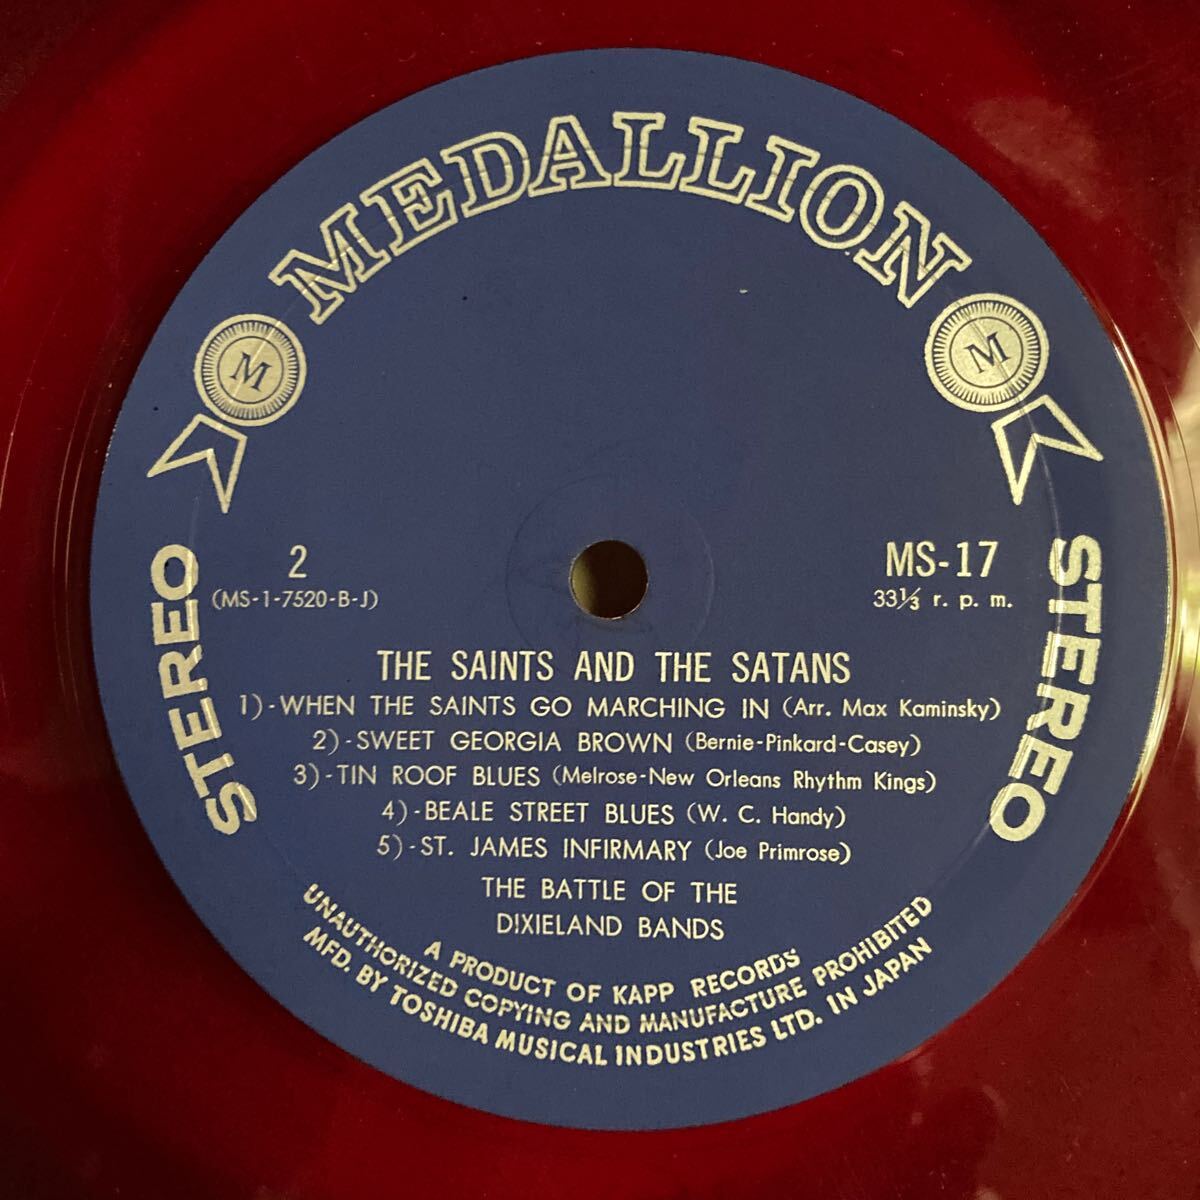 MEDALLION
M
M
STEREO
STEREO
2
(MS-1-7520-B-J)
MS-17
33⅓ r. p. m.
THE SAINTS AND THE SATANS
1)-WHEN THE SAINTS GO MARCHING IN (Arr. Max Kaminsky)
2)-SWEET GEORGIA BROWN (Bernie-Pinkard-Casey)
3)-TIN ROOF BLUES (Melrose-New Orleans Rhythm Kings)
4)-BEALE STREET BLUES (W. C. Handy)
5)-ST. JAMES INFIRMARY (Joe Primrose)
THE BATTLE OF THE
DIXIELAND BANDS
A PRODUCT OF KAPP RECORDS
UNAUTHORIZED COPYING AND MANUFACTURE PROHIBITED
MFD. BY TOSHIBA MUSICAL INDUSTRIES LTD. IN JAPAN